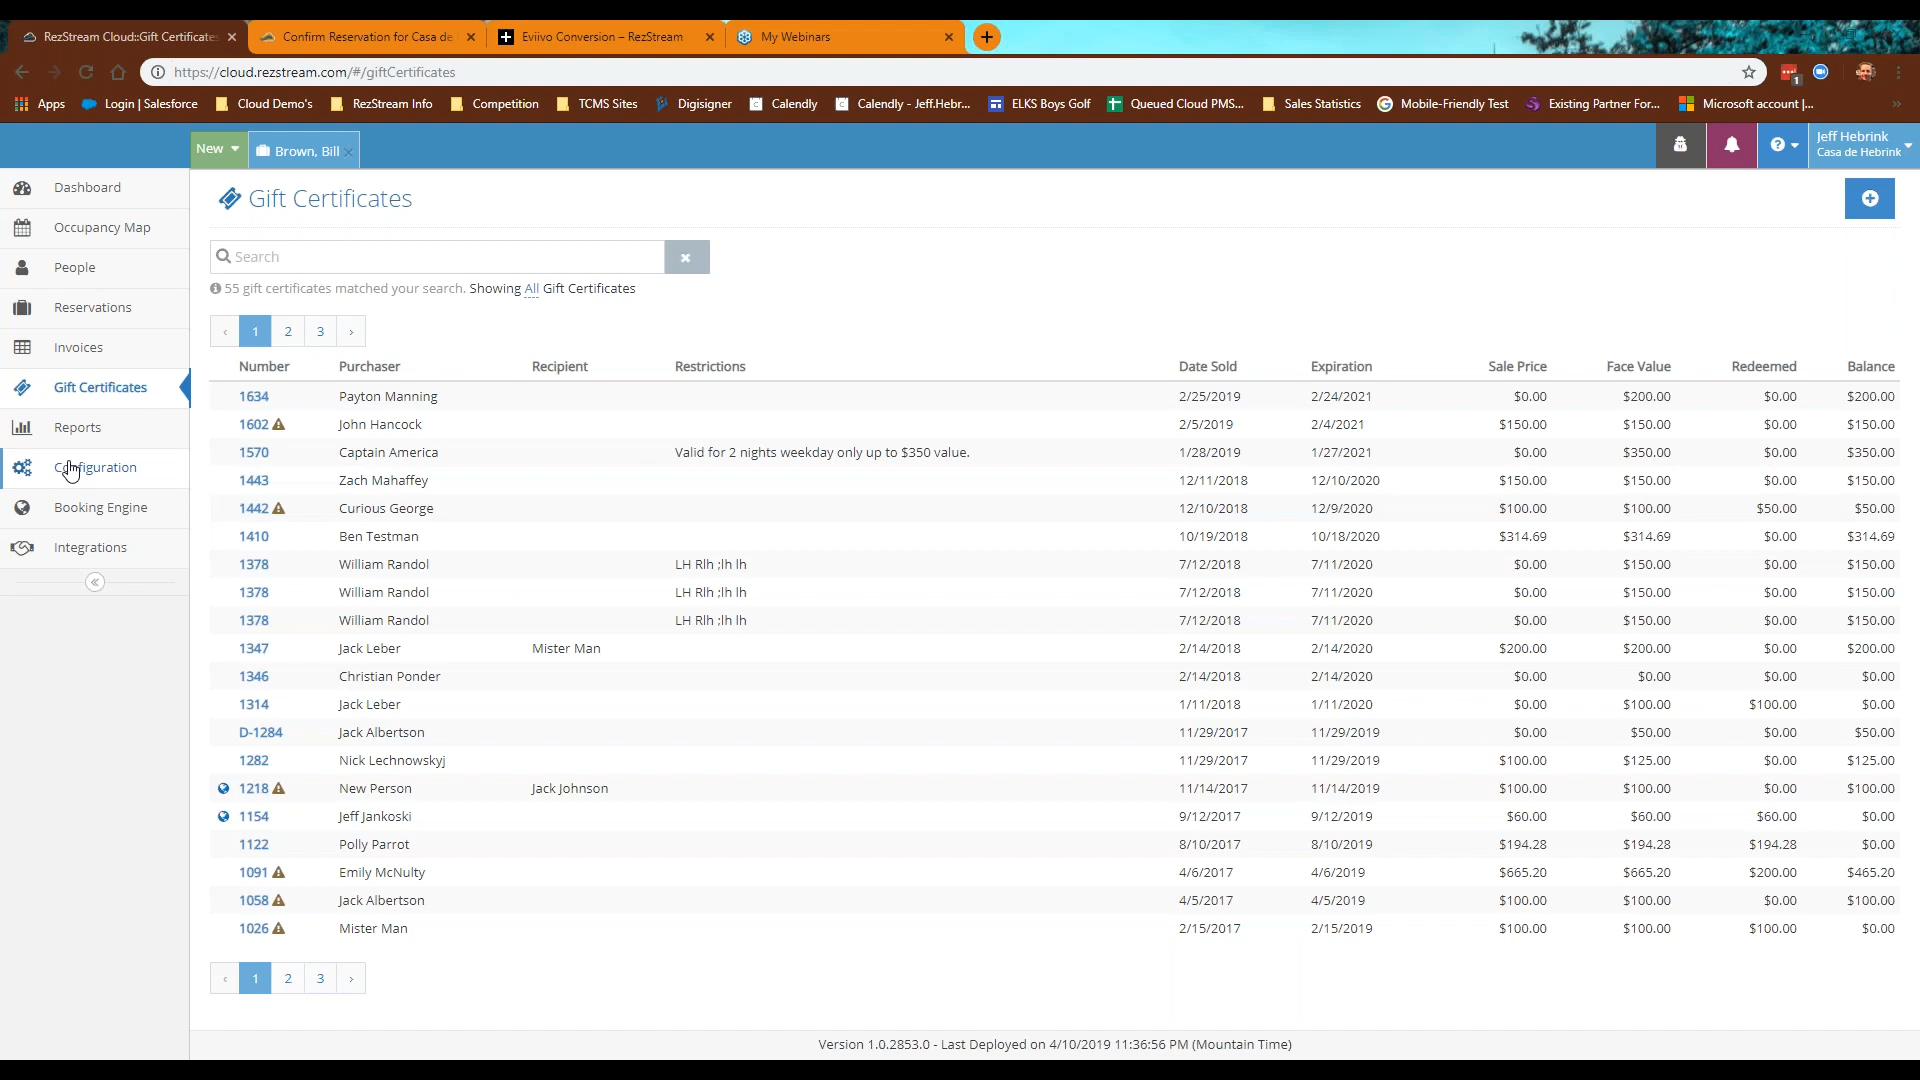 RezStream Cloud::Gift Certificates
Confirm Reservation for Casa de
Eviivo Conversion – RezStream
My Webinars
https://cloud.rezstream.com/#/giftCertificates
1
Apps
Login | Salesforce
Cloud Demo's
RezStream Info
Competition
TCMS Sites
Digisigner
Calendly
Calendly - Jeff.Hebr...
ELKS Boys Golf
Queued Cloud PMS...
Sales Statistics
Mobile-Friendly Test
Existing Partner For...
Microsoft account |...
New
Brown, Bill
Jeff Hebrink
Casa de Hebrink
Dashboard
Occupancy Map
People
Reservations
Invoices
Gift Certificates
Reports
Configuration
Booking Engine
Integrations
Gift Certificates
Search
55 gift certificates matched your search. Showing All Gift Certificates
‹ 1 2 3 ›
Number Purchaser Recipient Restrictions Date Sold Expiration Sale Price Face Value Redeemed Balance
1634 Payton Manning 2/25/2019 2/24/2021 $0.00 $200.00 $0.00 $200.00
1602 John Hancock 2/5/2019 2/4/2021 $150.00 $150.00 $0.00 $150.00
1570 Captain America Valid for 2 nights weekday only up to $350 value. 1/28/2019 1/27/2021 $0.00 $350.00 $0.00 $350.00
1443 Zach Mahaffey 12/11/2018 12/10/2020 $150.00 $150.00 $0.00 $150.00
1442 Curious George 12/10/2018 12/9/2020 $100.00 $100.00 $50.00 $50.00
1410 Ben Testman 10/19/2018 10/18/2020 $314.69 $314.69 $0.00 $314.69
1378 William Randol LH Rlh ;lh lh 7/12/2018 7/11/2020 $0.00 $150.00 $0.00 $150.00
1378 William Randol LH Rlh ;lh lh 7/12/2018 7/11/2020 $0.00 $150.00 $0.00 $150.00
1378 William Randol LH Rlh ;lh lh 7/12/2018 7/11/2020 $0.00 $150.00 $0.00 $150.00
1347 Jack Leber Mister Man 2/14/2018 2/14/2020 $200.00 $200.00 $0.00 $200.00
1346 Christian Ponder 2/14/2018 2/14/2020 $0.00 $0.00 $0.00 $0.00
1314 Jack Leber 1/11/2018 1/11/2020 $0.00 $100.00 $100.00 $0.00
D-1284 Jack Albertson 11/29/2017 11/29/2019 $0.00 $50.00 $0.00 $50.00
1282 Nick Lechnowskyj 11/29/2017 11/29/2019 $100.00 $125.00 $0.00 $125.00
1218 New Person Jack Johnson 11/14/2017 11/14/2019 $100.00 $100.00 $0.00 $100.00
1154 Jeff Jankoski 9/12/2017 9/12/2019 $60.00 $60.00 $60.00 $0.00
1122 Polly Parrot 8/10/2017 8/10/2019 $194.28 $194.28 $194.28 $0.00
1091 Emily McNulty 4/6/2017 4/6/2019 $665.20 $665.20 $200.00 $465.20
1058 Jack Albertson 4/5/2017 4/5/2019 $100.00 $100.00 $0.00 $100.00
1026 Mister Man 2/15/2017 2/15/2019 $100.00 $100.00 $100.00 $0.00
‹ 1 2 3 ›
Version 1.0.2853.0 - Last Deployed on 4/10/2019 11:36:56 PM (Mountain Time)